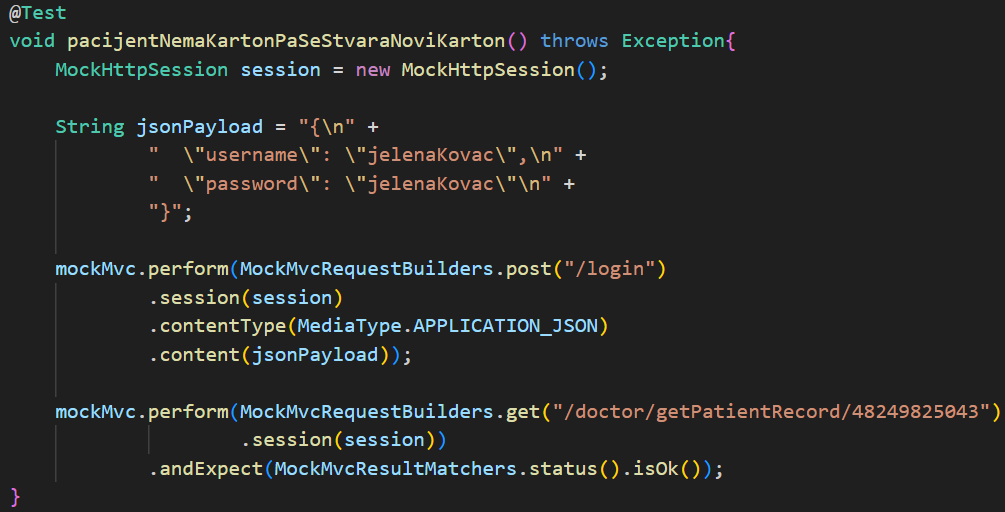 @Test
void pacijentNemaKartonPaSeStvaraNoviKarton() throws Exception{
    MockHttpSession session = new MockHttpSession();

    String jsonPayload = "{\n" +
            "  \"username\": \"jelenaKovac\",\n" +
            "  \"password\": \"jelenaKovac\"\n" +
            "}";

    mockMvc.perform(MockMvcRequestBuilders.post("/login")
            .session(session)
            .contentType(MediaType.APPLICATION_JSON)
            .content(jsonPayload));

    mockMvc.perform(MockMvcRequestBuilders.get("/doctor/getPatientRecord/48249825043")
                    .session(session))
            .andExpect(MockMvcResultMatchers.status().isOk());
}